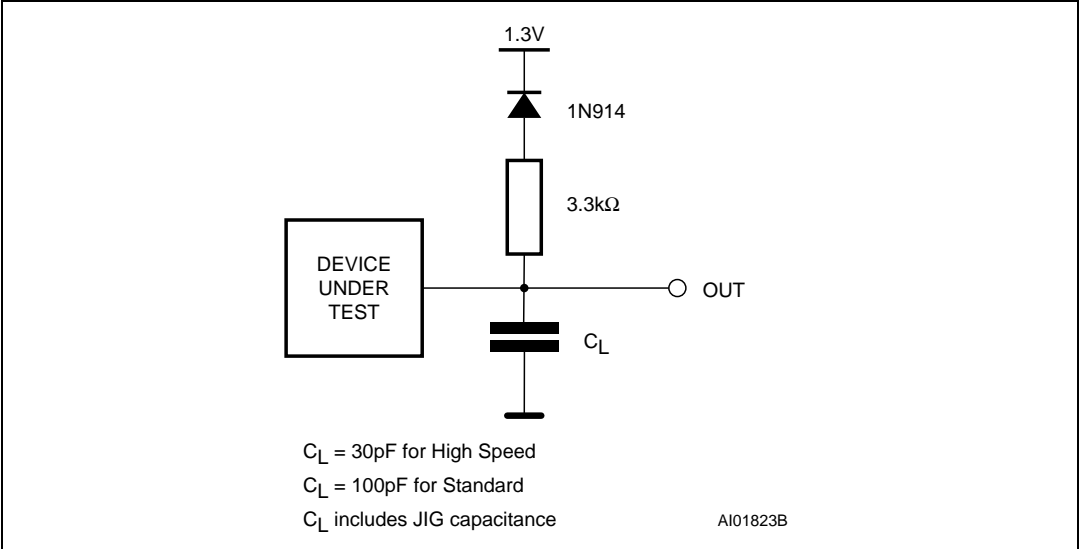 1.3V
1N914
3.3kΩ
DEVICE
UNDER
TEST
OUT
CL
CL = 30pF for High Speed
CL = 100pF for Standard
CL includes JIG capacitance
AI01823B